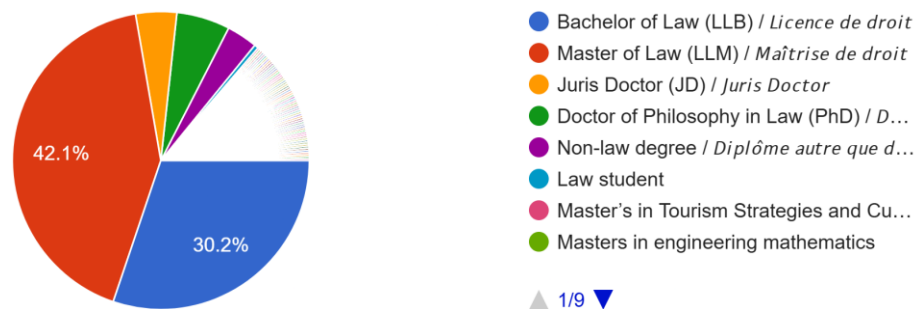 42.1%
30.2%
Bachelor of Law (LLB) / Licence de droit
Master of Law (LLM) / Maîtrise de droit
Juris Doctor (JD) / Juris Doctor
Doctor of Philosophy in Law (PhD) / D...
Non-law degree / Diplôme autre que d...
Law student
Master's in Tourism Strategies and Cu...
Masters in engineering mathematics
1/9